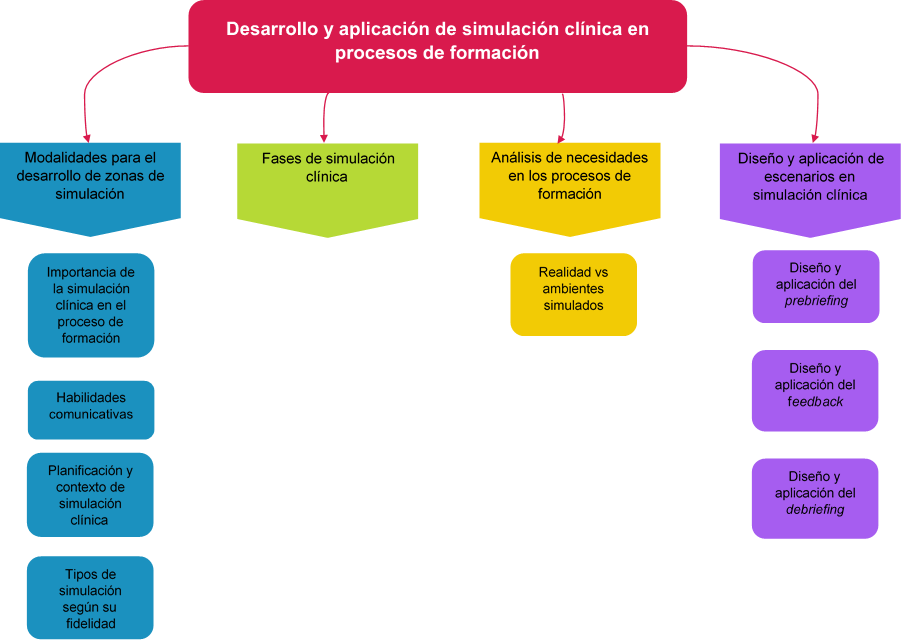 Desarrollo y aplicación de simulación clínica en
procesos de formación
Modalidades para el
desarrollo de zonas de
simulación
Importancia de
la simulación
clínica en el
proceso de
formación
Habilidades
comunicativas
Planificación y
contexto de
simulación
clínica
Tipos de
simulación
según su
fidelidad
Fases de simulación
clínica
Análisis de necesidades
en los procesos de
formación
Realidad vs
ambientes
simulados
Diseño y aplicación de
escenarios en
simulación clínica
Diseño y
aplicación del
prebriefing
Diseño y
aplicación del
feedback
Diseño y
aplicación del
debriefing